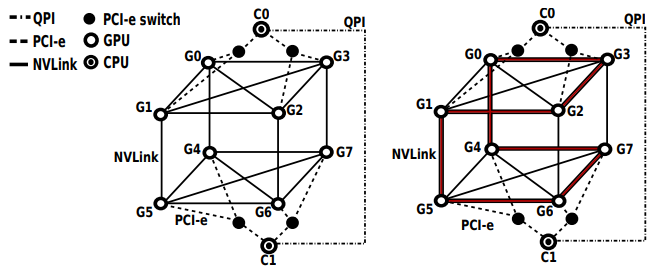 QPI
PCI-e
NVLink
PCI-e switch
GPU
CPU
C0
QPI
G0
G3
G1
G2
NVLink
G4
G7
G5
G6
PCI-e
C1
C0
QPI
G0
G3
G1
G2
NVLink
G4
G7
G5
G6
PCI-e
C1